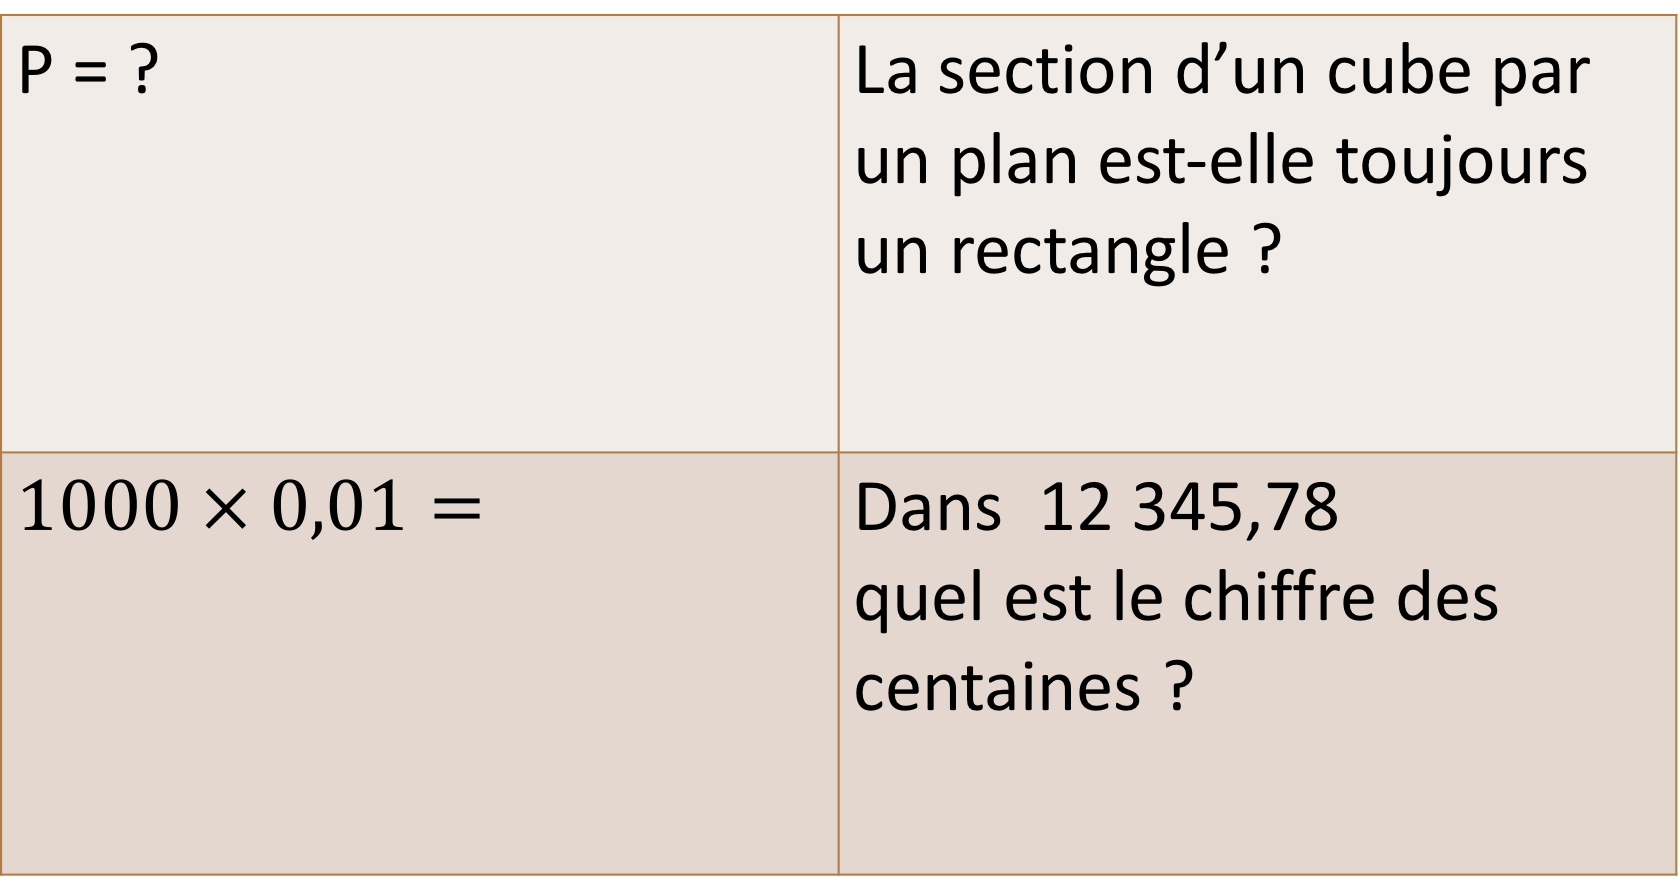 P = ?
La section d’un cube par
un plan est-elle toujours
un rectangle ?
1000 × 0,01 =
Dans  12 345,78
quel est le chiffre des
centaines ?